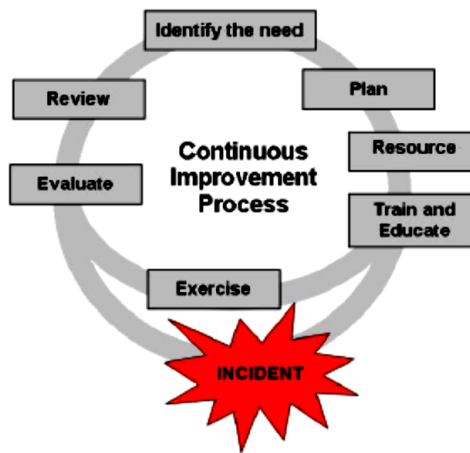 Identify the need
Plan
Review
Resource
Continuous
Improvement
Process
Evaluate
Train and
Educate
Exercise
INCIDENT